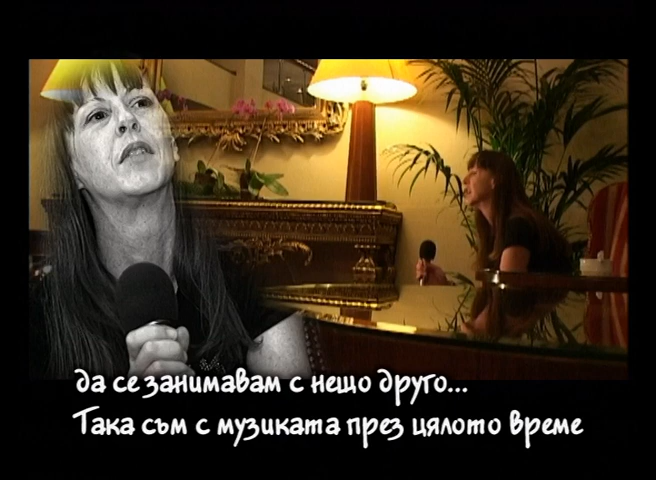 да се занимавам с нещо друго...
Така съм с музиката през цялото време